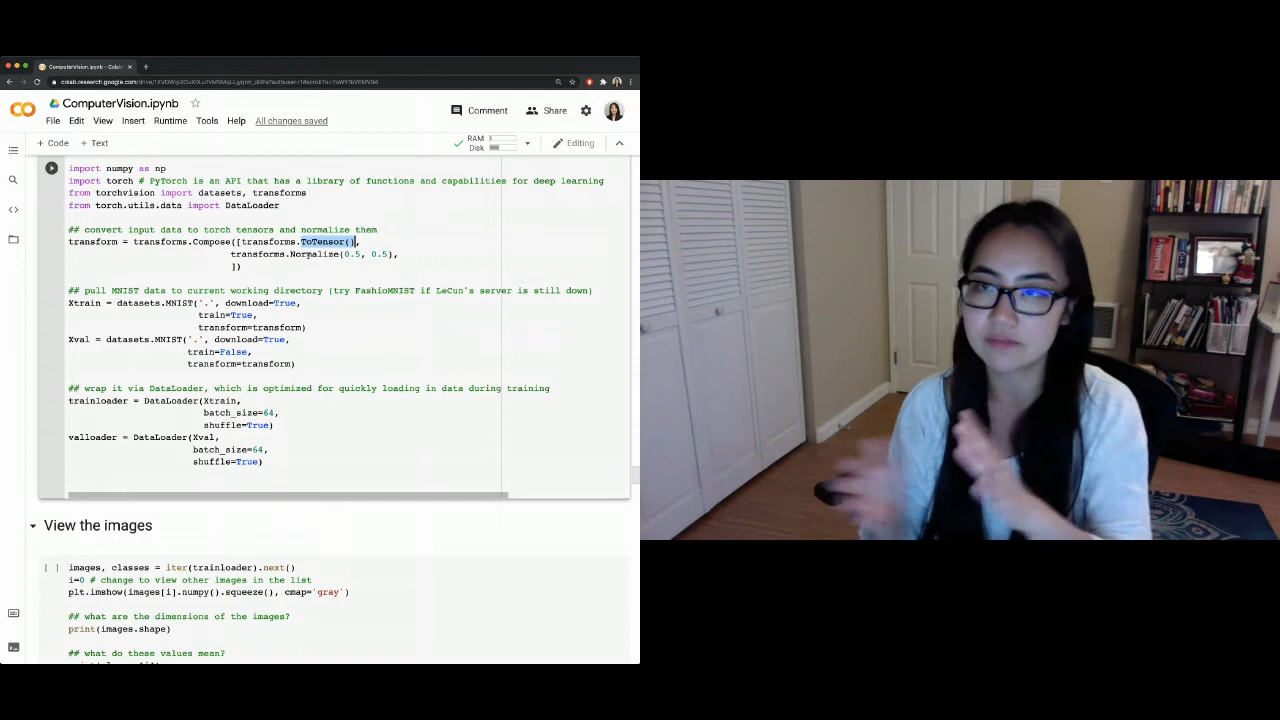 ComputerVision.ipynb - Colab
ComputerVision.ipynb
Comment
Share
File Edit View Insert Runtime Tools Help All changes saved
+ Code + Text
RAM
Disk
Editing
import numpy as np
import torch # PyTorch is an API that has a library of functions and capabilities for deep learning
from torchvision import datasets, transforms
from torch.utils.data import DataLoader
## convert input data to torch tensors and normalize them
transform = transforms.Compose([transforms.ToTensor(),
transforms.Normalize(0.5, 0.5),
])
## pull MNIST data to current working directory (try FashioMNIST if LeCun's server is still down)
Xtrain = datasets.MNIST('.', download=True,
train=True,
transform=transform)
Xval = datasets.MNIST('.', download=True,
train=False,
transform=transform)
## wrap it via DataLoader, which is optimized for quickly loading in data during training
trainloader = DataLoader(Xtrain,
batch_size=64,
shuffle=True)
valloader = DataLoader(Xval,
batch_size=64,
shuffle=True)
View the images
[ ] images, classes = iter(trainloader).next()
i=0 # change to view other images in the list
plt.imshow(images[i].numpy().squeeze(), cmap='gray')
## what are the dimensions of the images?
print(images.shape)
## what do these values mean?